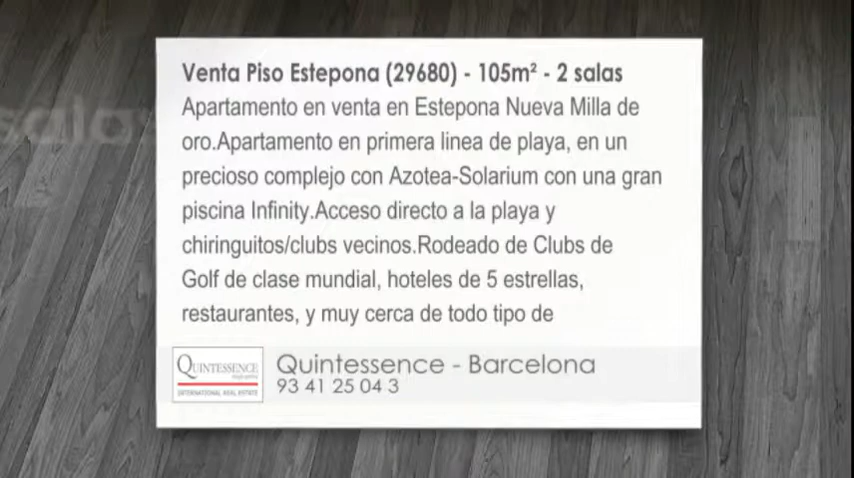 Venta Piso Estepona (29680) - 105m² - 2 salas
Apartamento en venta en Estepona Nueva Milla de
oro.Apartamento en primera linea de playa, en un
precioso complejo con Azotea-Solarium con una gran
piscina Infinity.Acceso directo a la playa y
chiringuitos/clubs vecinos.Rodeado de Clubs de
Golf de clase mundial, hoteles de 5 estrellas,
restaurantes, y muy cerca de todo tipo de
QUINTESSENCE
INTERNATIONAL REAL ESTATE
Quintessence - Barcelona
93 41 25 04 3